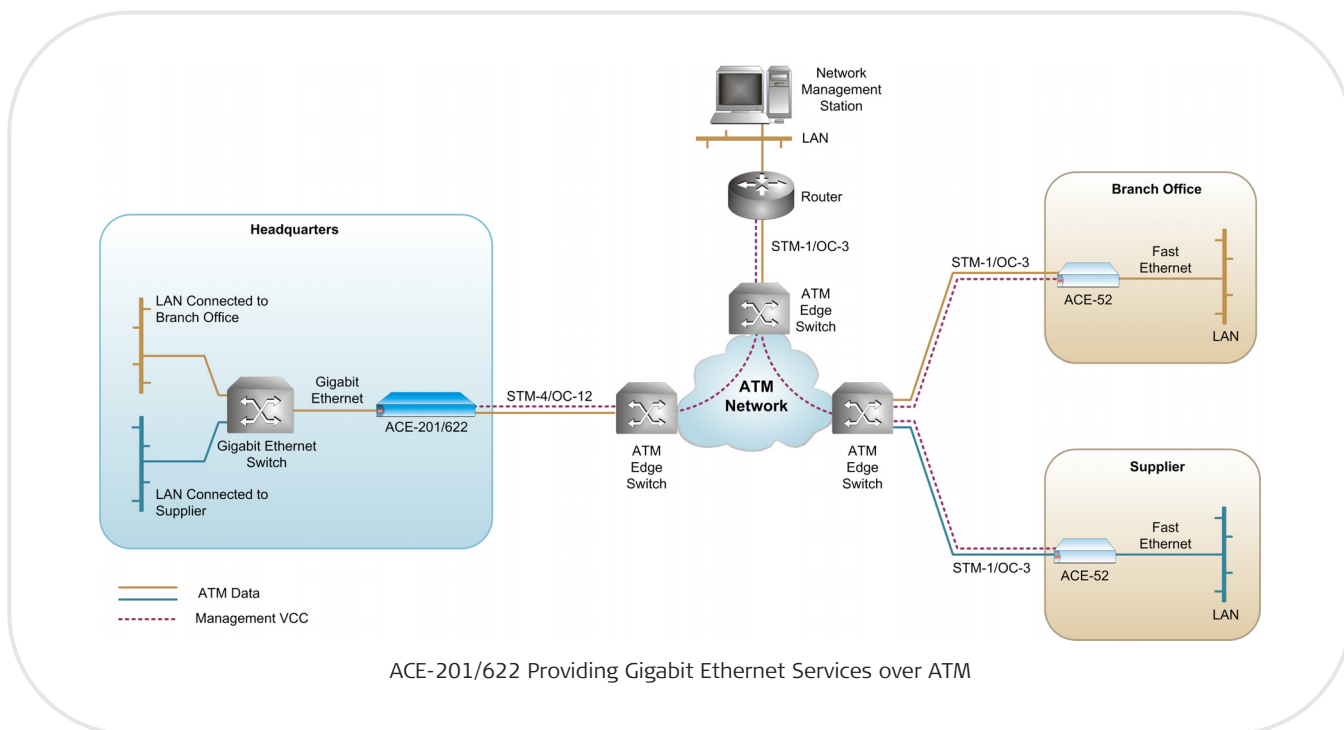 Network
Management
Station
LAN
Router
STM-1/OC-3
ATM
Edge
Switch
Headquarters
LAN Connected to
Branch Office
Gigabit
Ethernet
ACE-201/622
Gigabit Ethernet
Switch
LAN Connected to
Supplier
STM-4/OC-12
ATM
Edge
Switch
ATM
Network
ATM
Edge
Switch
STM-1/OC-3
Branch Office
Fast
Ethernet
ACE-52
LAN
STM-1/OC-3
Supplier
Fast
Ethernet
ACE-52
LAN
ATM Data
Management VCC
ACE-201/622 Providing Gigabit Ethernet Services over ATM